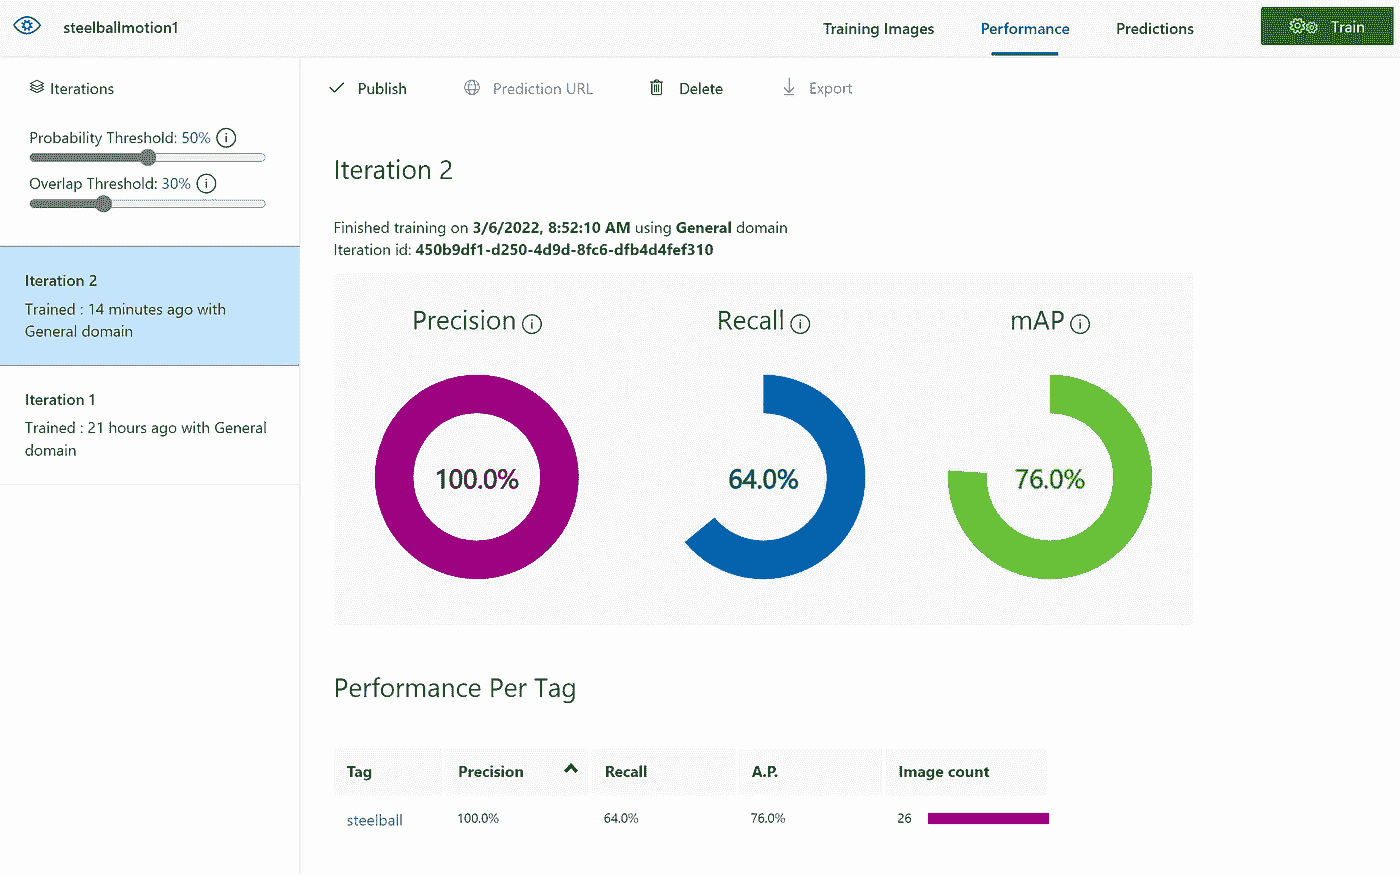 steelballmotion1
Training Images
Performance
Predictions
Train
Iterations
Publish
Prediction URL
Delete
Export
Probability Threshold: 50%
Overlap Threshold: 30%
Iteration 2
Trained : 14 minutes ago with
General domain
Iteration 1
Trained : 21 hours ago with General
domain
Iteration 2
Finished training on 3/6/2022, 8:52:10 AM using General domain
Iteration id: 450b9df1-d250-4d9d-8fc6-dfb4d4fef310
Precision
Recall
mAP
100.0%
64.0%
76.0%
Performance Per Tag
Tag Precision Recall A.P. Image count
steelball 100.0% 64.0% 76.0% 26